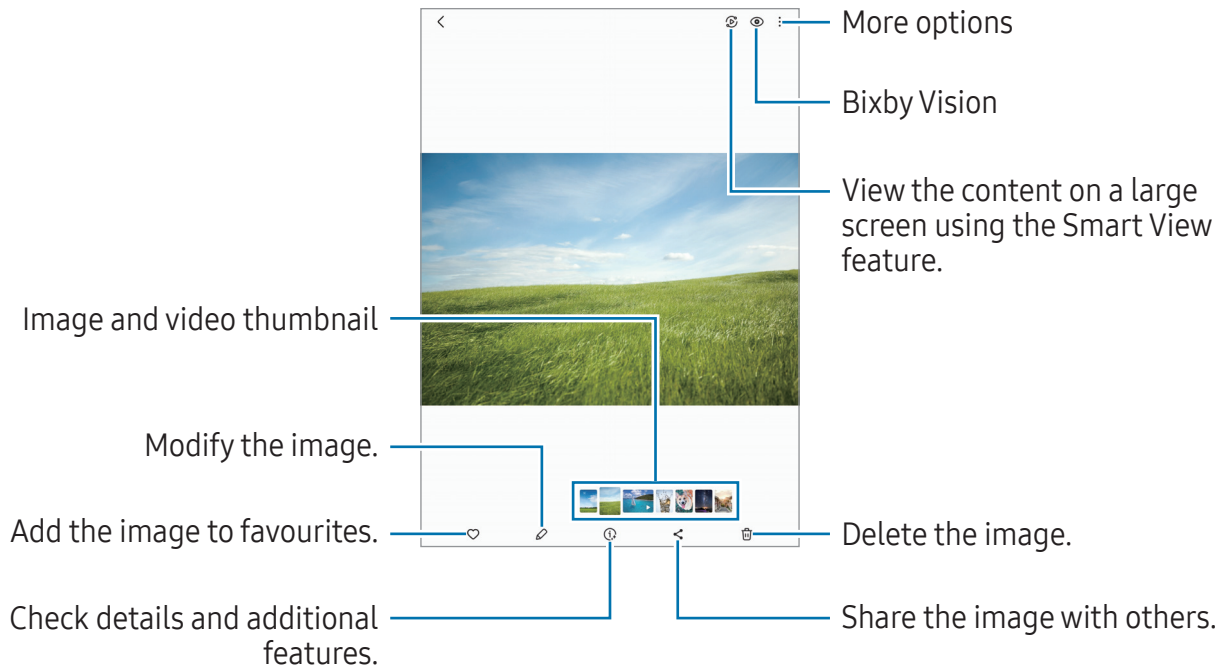 More options
Bixby Vision
View the content on a large
screen using the Smart View
feature.
Image and video thumbnail
Modify the image.
Add the image to favourites.
Delete the image.
Check details and additional
features.
Share the image with others.